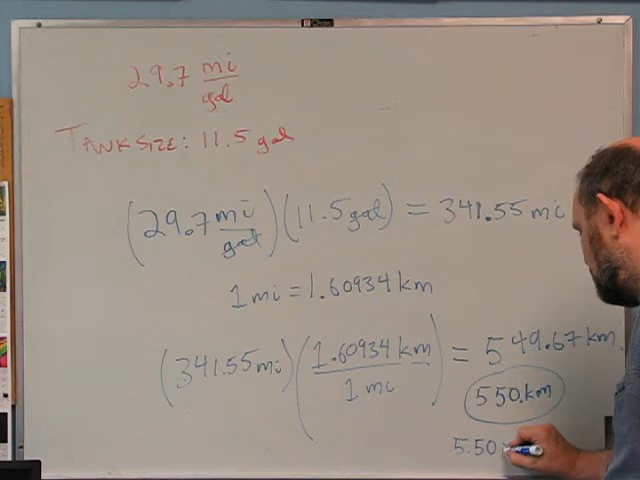 29.7 mi/gal
TANK SIZE: 11.5 gal
(29.7 mi/gal)(11.5 gal) = 341.55 mi
1 mi = 1.60934 km
(341.55 mi)(1.60934 km/1 mi) = 549.67 km.
550. km
5.50